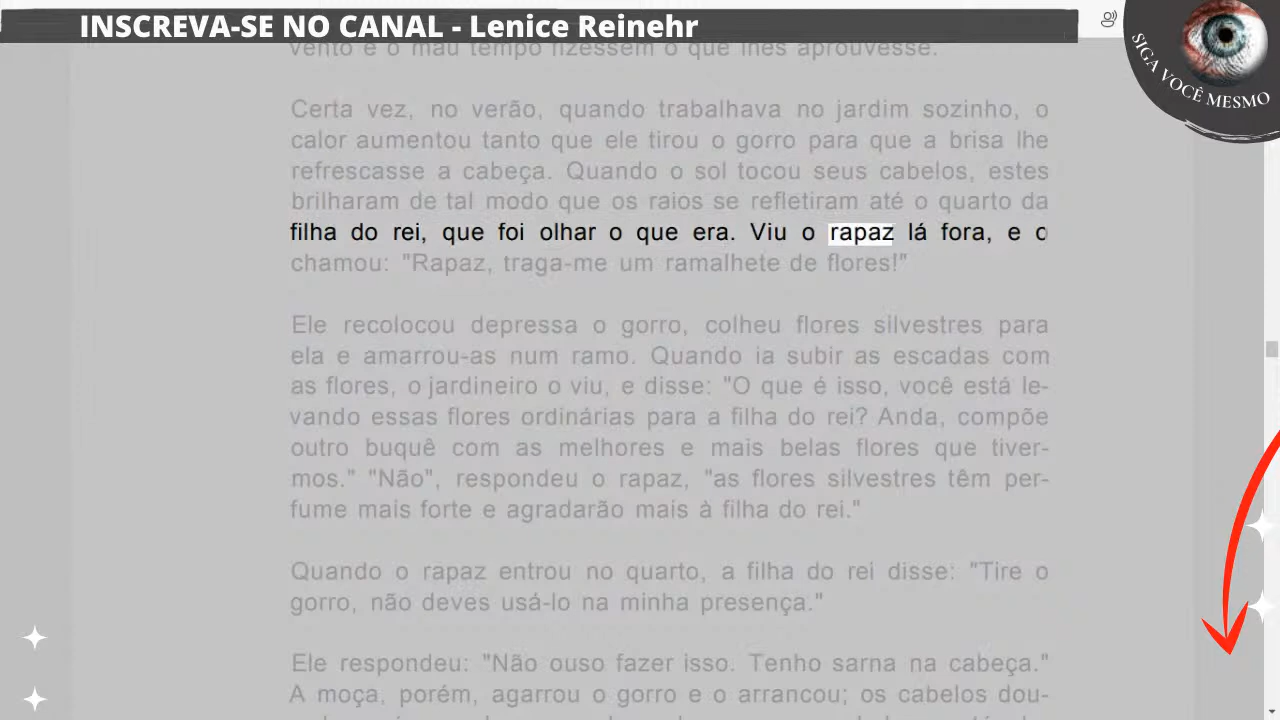 INSCREVA-SE NO CANAL - Lenice Reinehr
SIGA VOCÊ MESMO
vento e o mau tempo fizessem o que lhes aprouvesse.
Certa vez, no verão, quando trabalhava no jardim sozinho, o
calor aumentou tanto que ele tirou o gorro para que a brisa lhe
refrescasse a cabeça. Quando o sol tocou seus cabelos, estes
brilharam de tal modo que os raios se refletiram até o quarto da
filha do rei, que foi olhar o que era. Viu o rapaz lá fora, e o
chamou: "Rapaz, traga-me um ramalhete de flores!"
Ele recolocou depressa o gorro, colheu flores silvestres para
ela e amarrou-as num ramo. Quando ia subir as escadas com
as flores, o jardineiro o viu, e disse: "O que é isso, você está le-
vando essas flores ordinárias para a filha do rei? Anda, compõe
outro buquê com as melhores e mais belas flores que tiver-
mos." "Não", respondeu o rapaz, "as flores silvestres têm per-
fume mais forte e agradarão mais à filha do rei."
Quando o rapaz entrou no quarto, a filha do rei disse: "Tire o
gorro, não deves usá-lo na minha presença."
Ele respondeu: "Não ouso fazer isso. Tenho sarna na cabeça."
A moça, porém, agarrou o gorro e o arrancou; os cabelos dou-